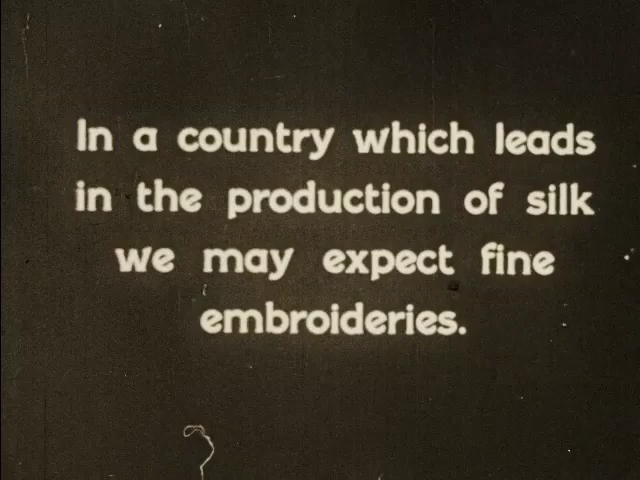 In a country which leads
in the production of silk
we may expect fine
embroideries.